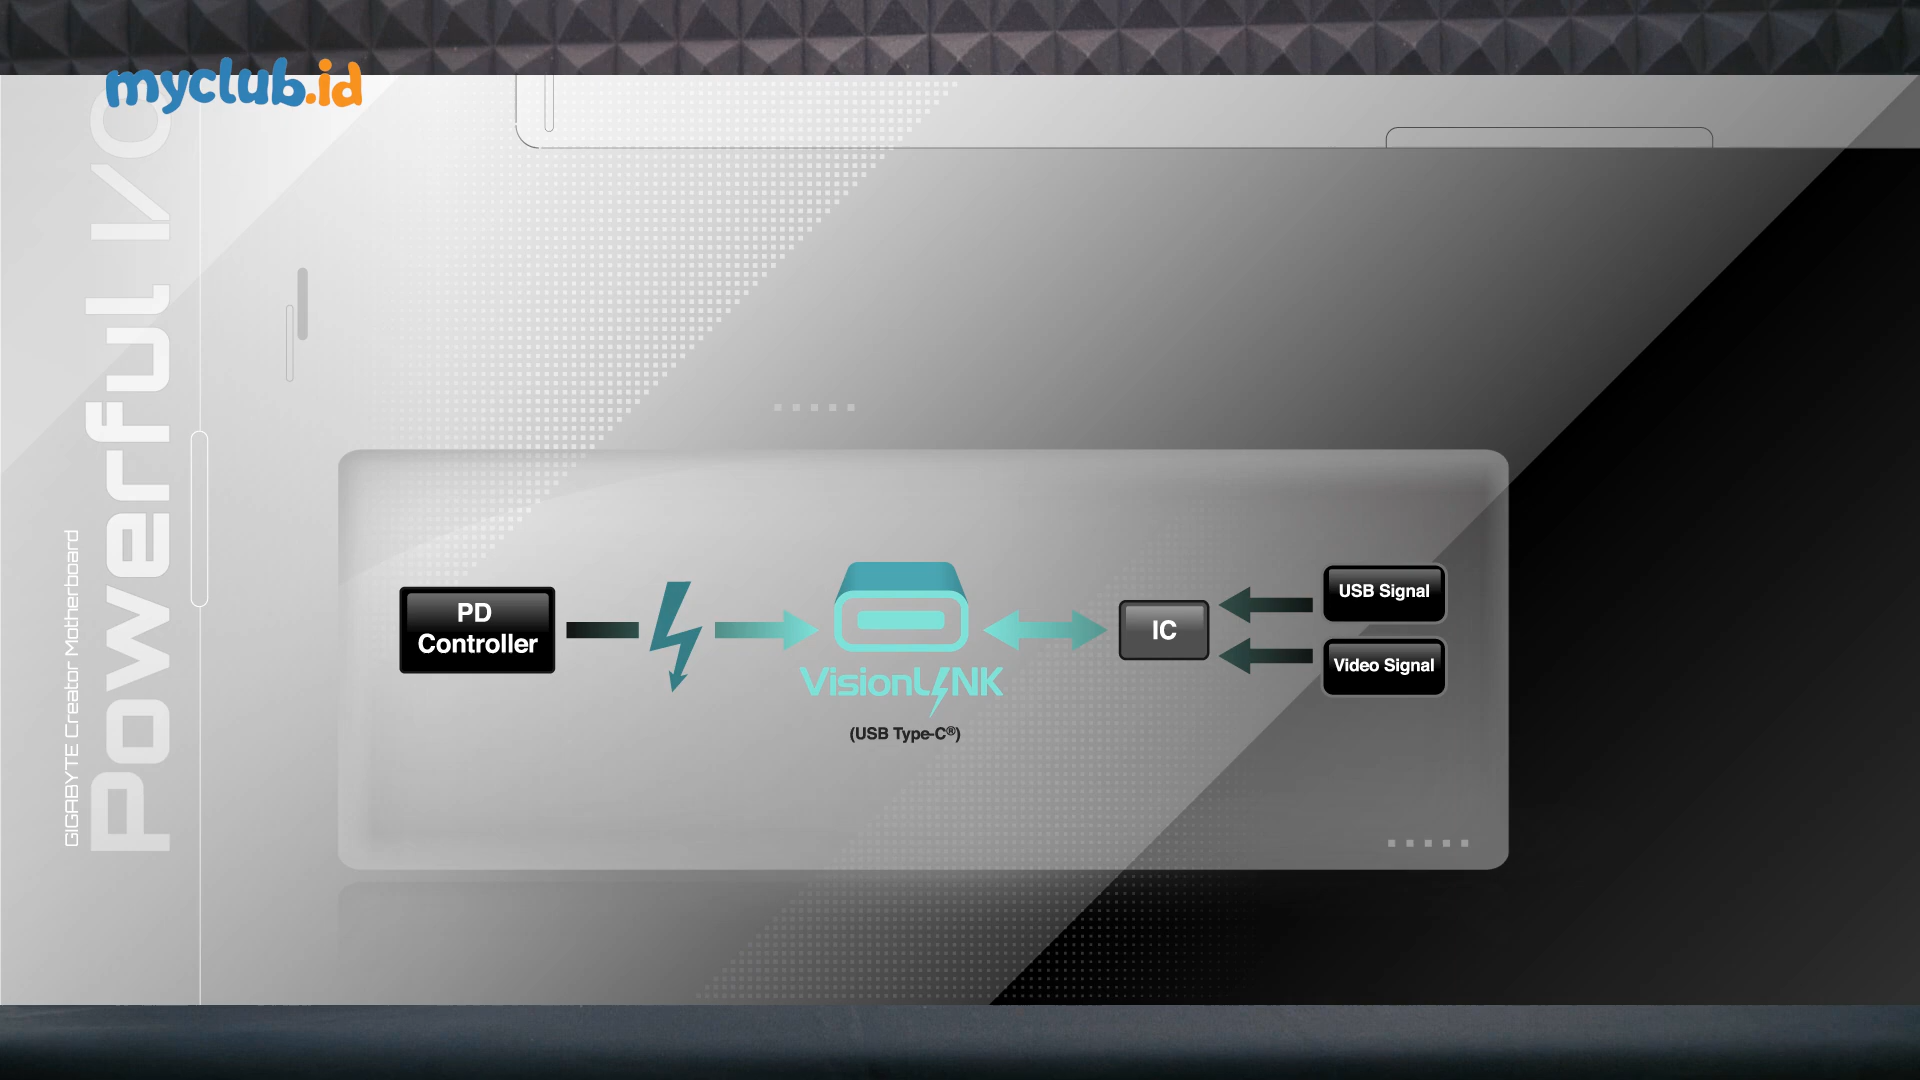 myclub.id
GIGABYTE Creator Motherboard
Powerful I/O
PD
Controller
VisionLINK
(USB Type-C®)
IC
USB Signal
Video Signal